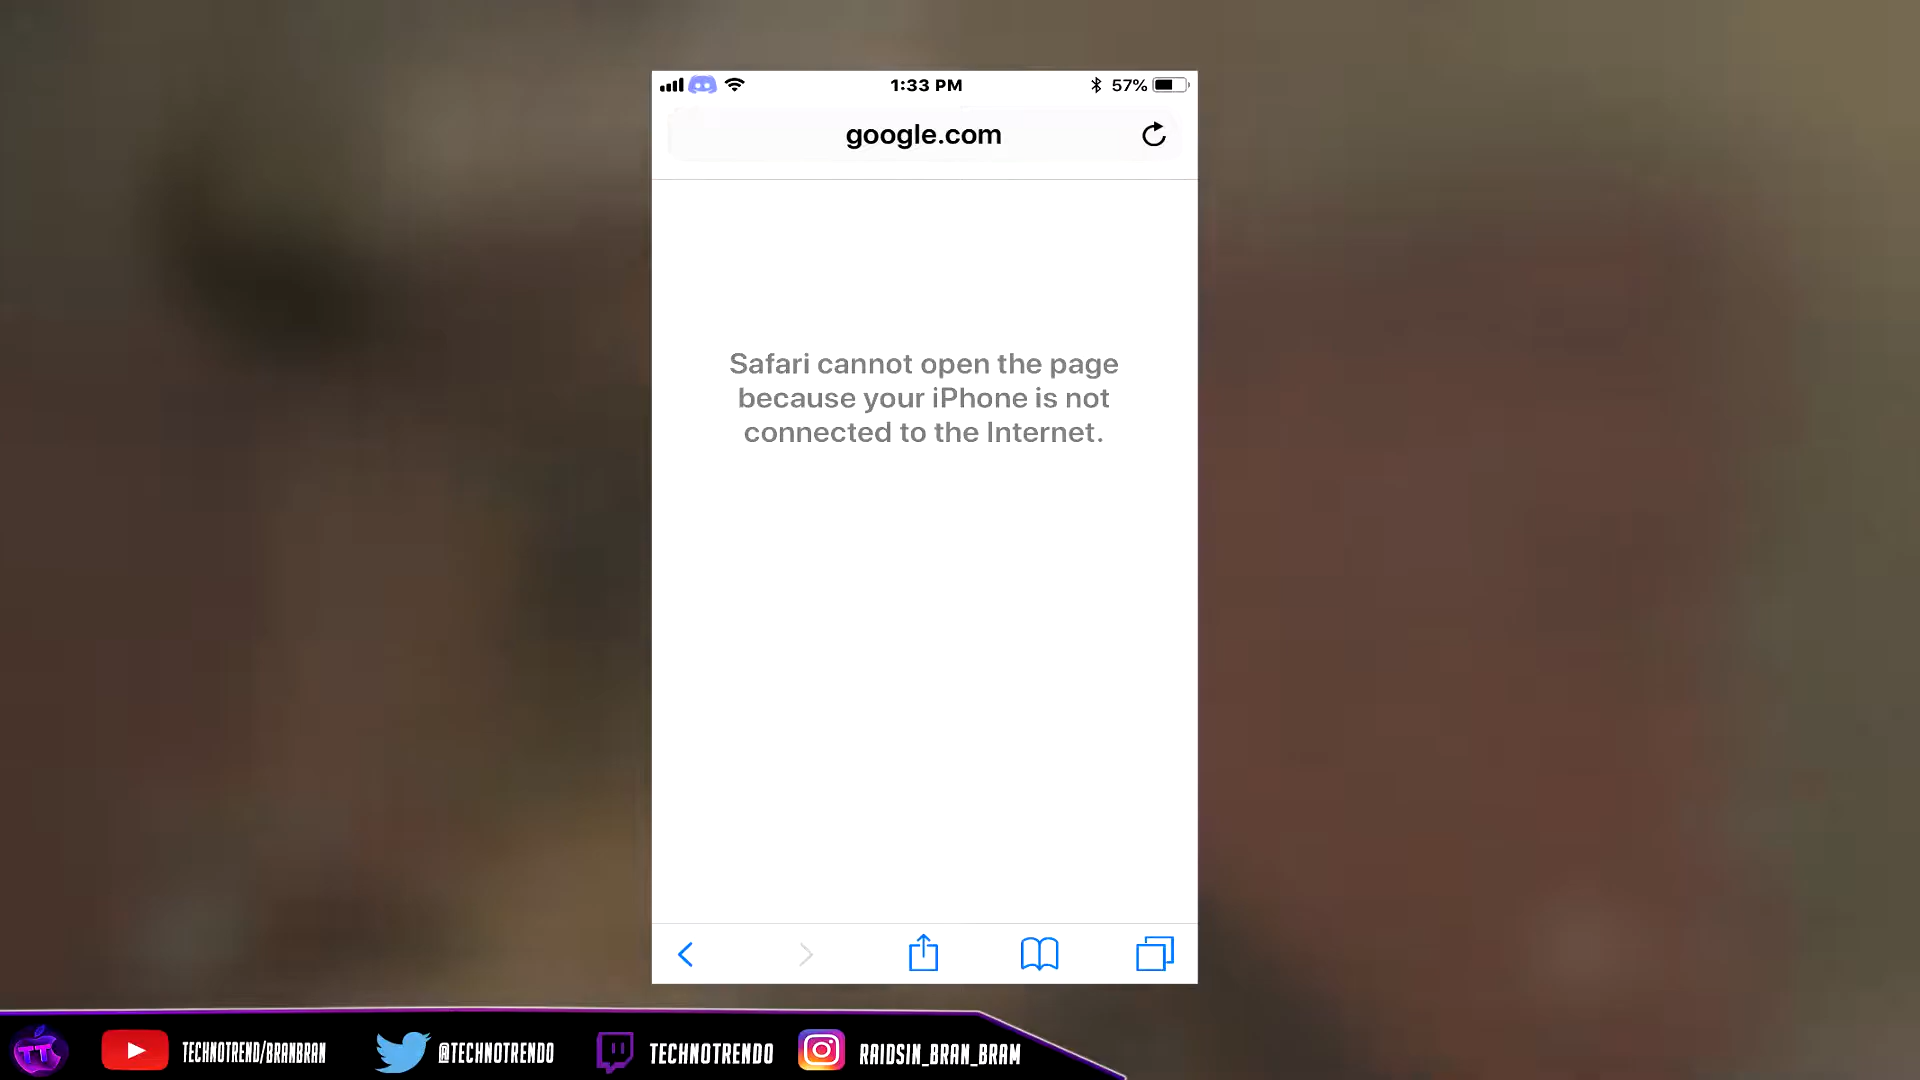 1:33 PM
57%
google.com
Safari cannot open the page
because your iPhone is not
connected to the Internet.
TT
TECHNOTREND/BRANBRAN
@TECHNOTRENDO
TECHNOTRENDO
RAIDSIN_BRAN_BRAM